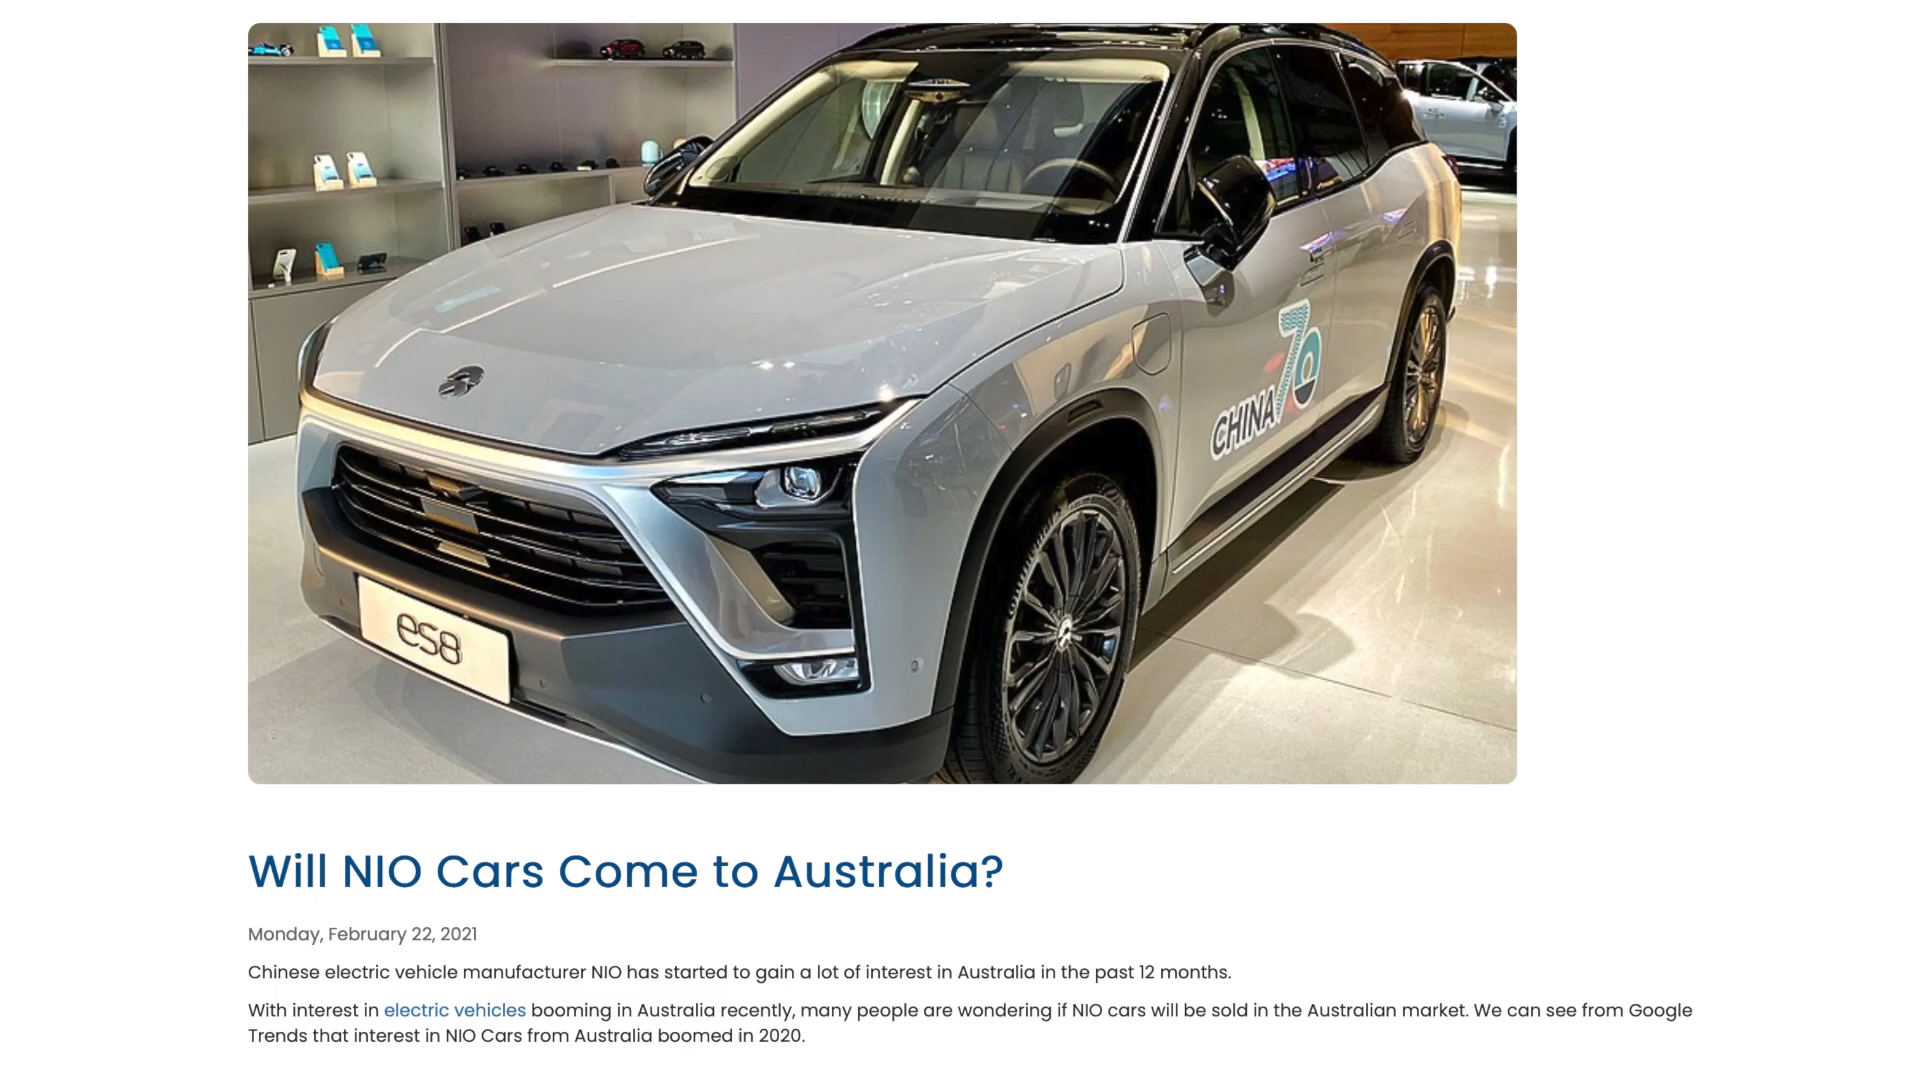 CHINA 70
es8
Will NIO Cars Come to Australia?
Monday, February 22, 2021
Chinese electric vehicle manufacturer NIO has started to gain a lot of interest in Australia in the past 12 months.
With interest in electric vehicles booming in Australia recently, many people are wondering if NIO cars will be sold in the Australian market. We can see from Google
Trends that interest in NIO Cars from Australia boomed in 2020.